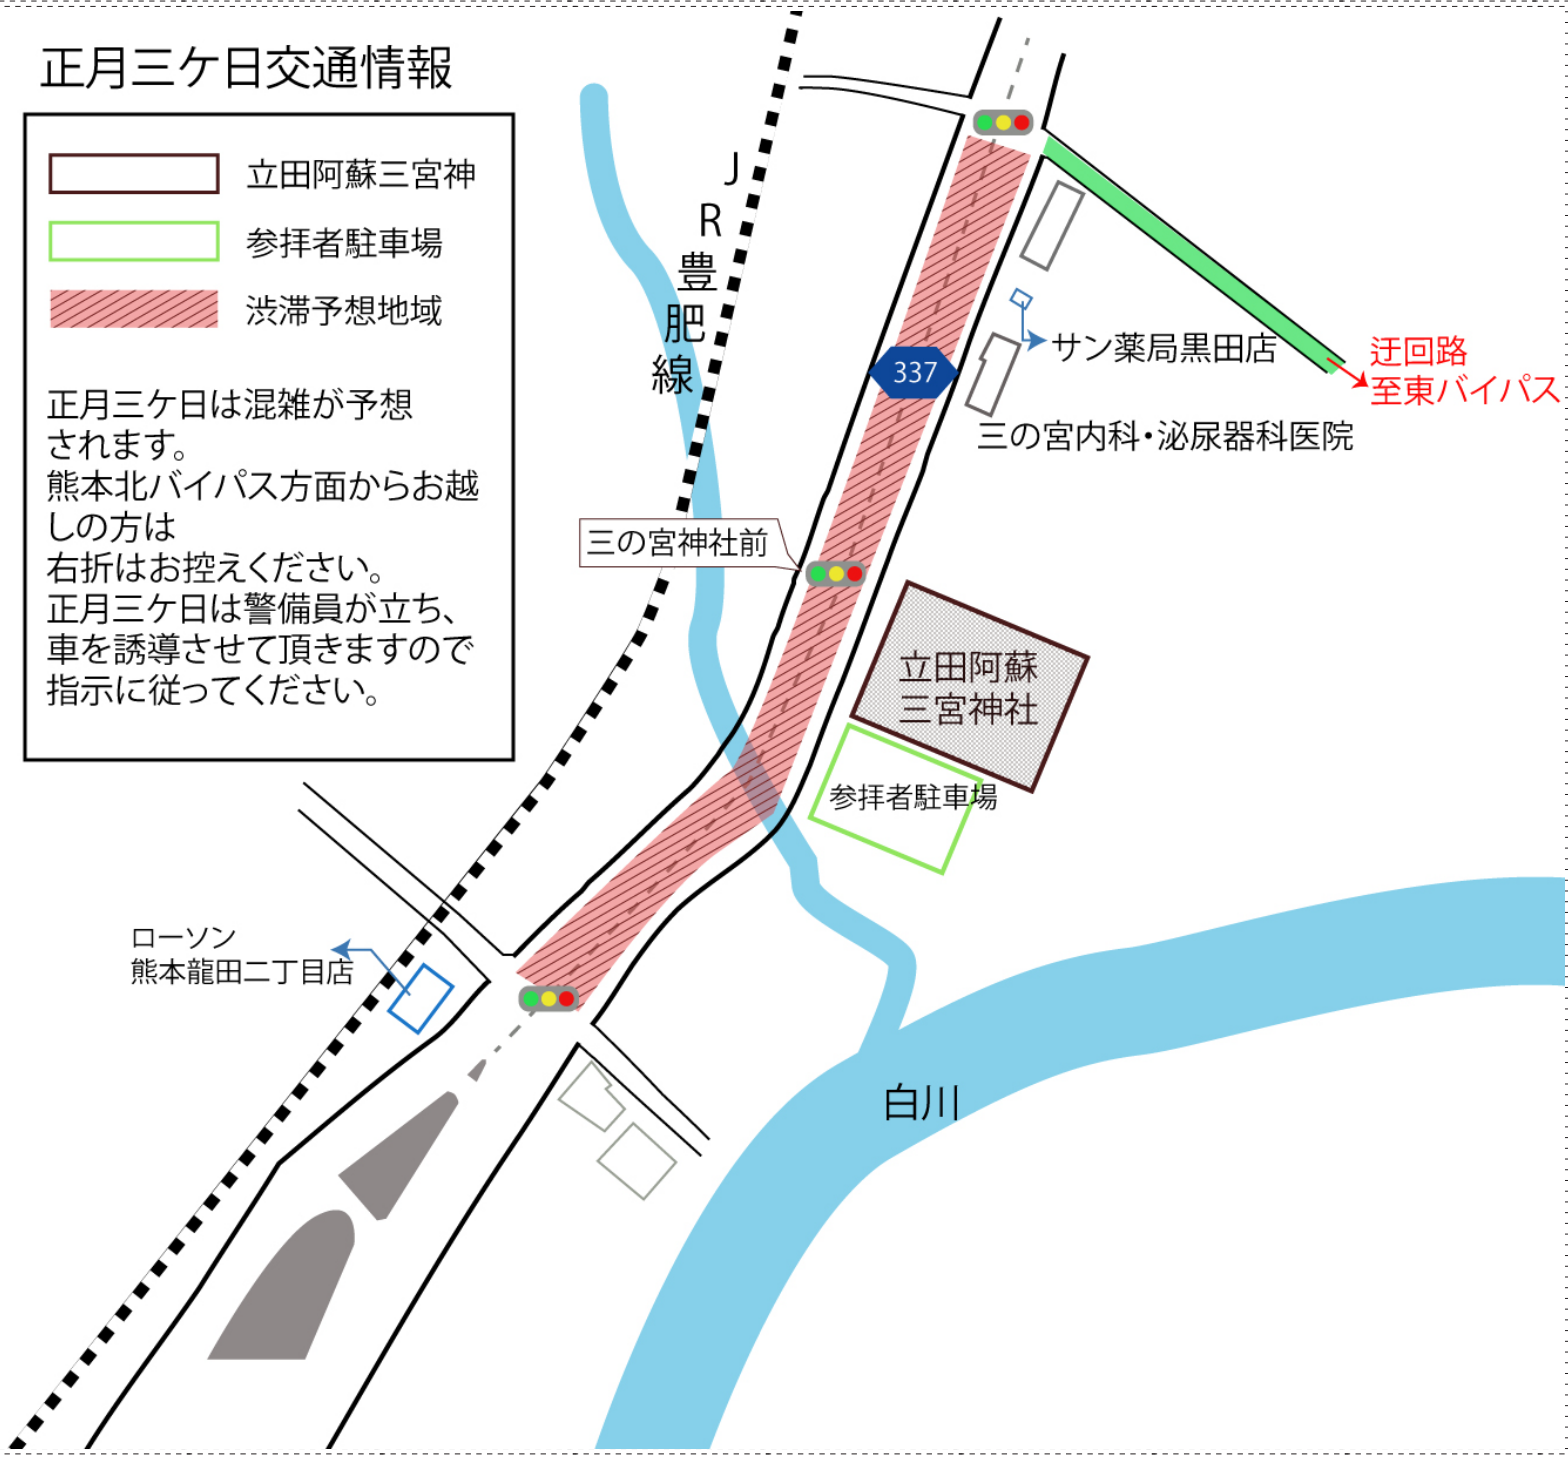 正月三ケ日交通情報
立田阿蘇三宮神
参拝者駐車場
渋滞予想地域
正月三ケ日は混雑が予想
されます。
熊本北バイパス方面からお越
しの方は
右折はお控えください。
正月三ケ日は警備員が立ち、
車を誘導させて頂きますので
指示に従ってください。
JR豊肥線
337
サン薬局黒田店
迂回路
至東バイパス
三の宮内科・泌尿器科医院
三の宮神社前
立田阿蘇
三宮神社
参拝者駐車場
ローソン
熊本龍田二丁目店
白川